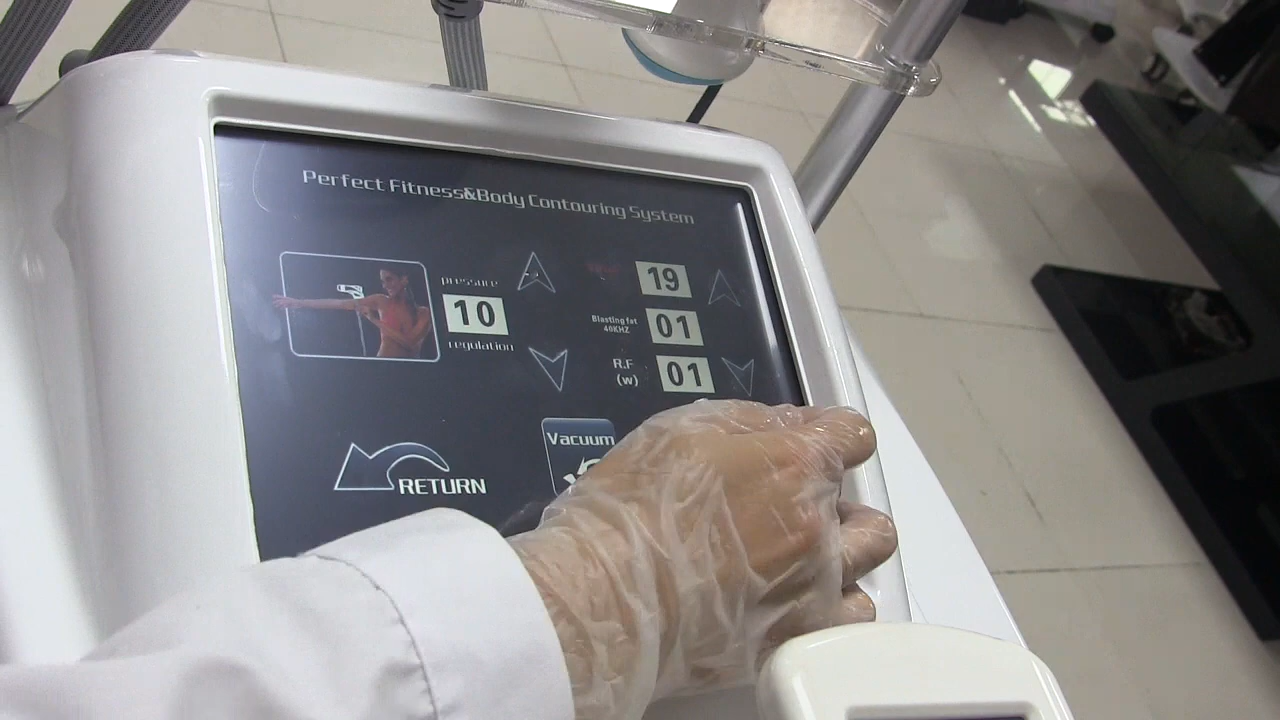 Perfect Fitness&Body Contouring System
pressure
10
regulation
19
Blasting fat
40KHZ
01
R.F
(w)
01
RETURN
Vacuum